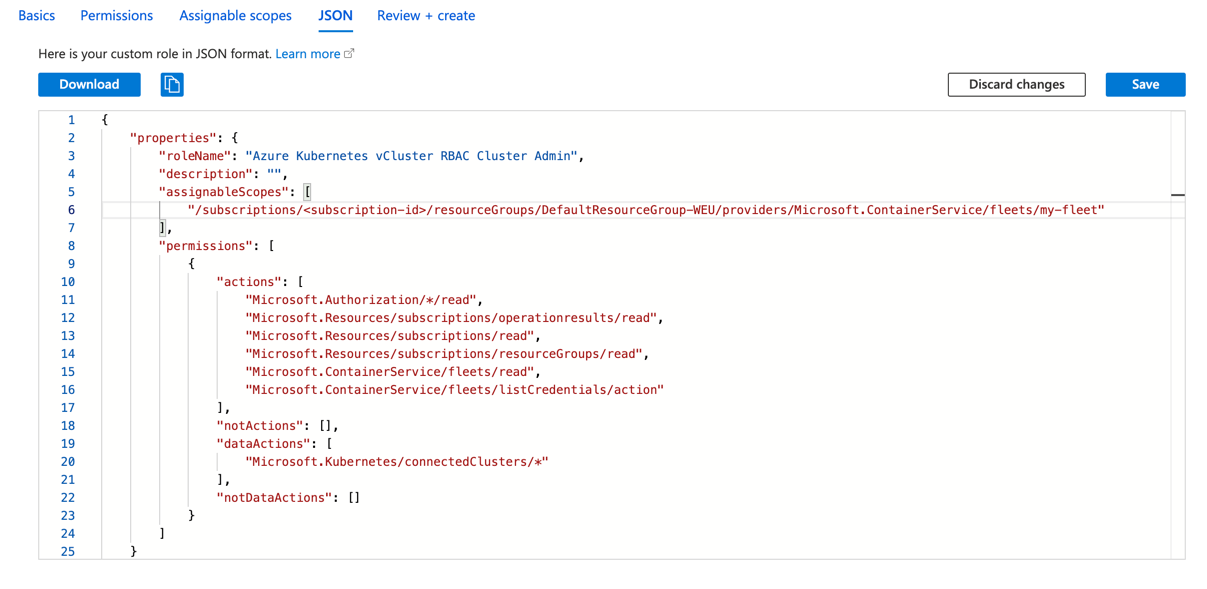 Basics Permissions Assignable scopes JSON Review + create
Here is your custom role in JSON format. Learn more
Download Discard changes Save
1 {
2 "properties": {
3 "roleName": "Azure Kubernetes vCluster RBAC Cluster Admin",
4 "description": "",
5 "assignableScopes": [
6 "/subscriptions/<subscription-id>/resourceGroups/DefaultResourceGroup-WEU/providers/Microsoft.ContainerService/fleets/my-fleet"
7 ],
8 "permissions": [
9 {
10 "actions": [
11 "Microsoft.Authorization/*/read",
12 "Microsoft.Resources/subscriptions/operationresults/read",
13 "Microsoft.Resources/subscriptions/read",
14 "Microsoft.Resources/subscriptions/resourceGroups/read",
15 "Microsoft.ContainerService/fleets/read",
16 "Microsoft.ContainerService/fleets/listCredentials/action"
17 ],
18 "notActions": [],
19 "dataActions": [
20 "Microsoft.Kubernetes/connectedClusters/*"
21 ],
22 "notDataActions": []
23 }
24 ]
25 }